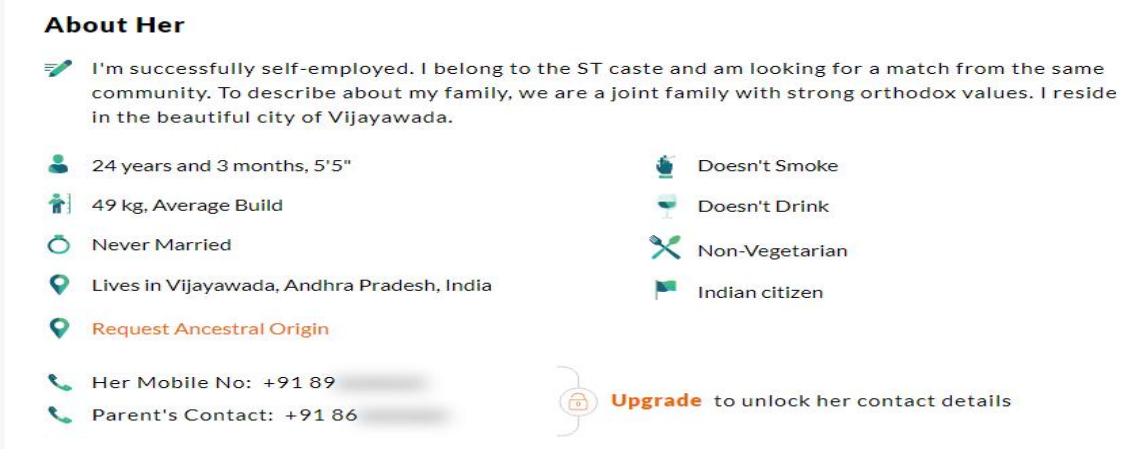 About Her
I'm successfully self-employed. I belong to the ST caste and am looking for a match from the same
community. To describe about my family, we are a joint family with strong orthodox values. I reside
in the beautiful city of Vijayawada.
24 years and 3 months, 5'5"
Doesn't Smoke
49 kg, Average Build
Doesn't Drink
Never Married
Non-Vegetarian
Lives in Vijayawada, Andhra Pradesh, India
Indian citizen
Request Ancestral Origin
Her Mobile No: +91 89
Parent's Contact: +91 86
Upgrade to unlock her contact details